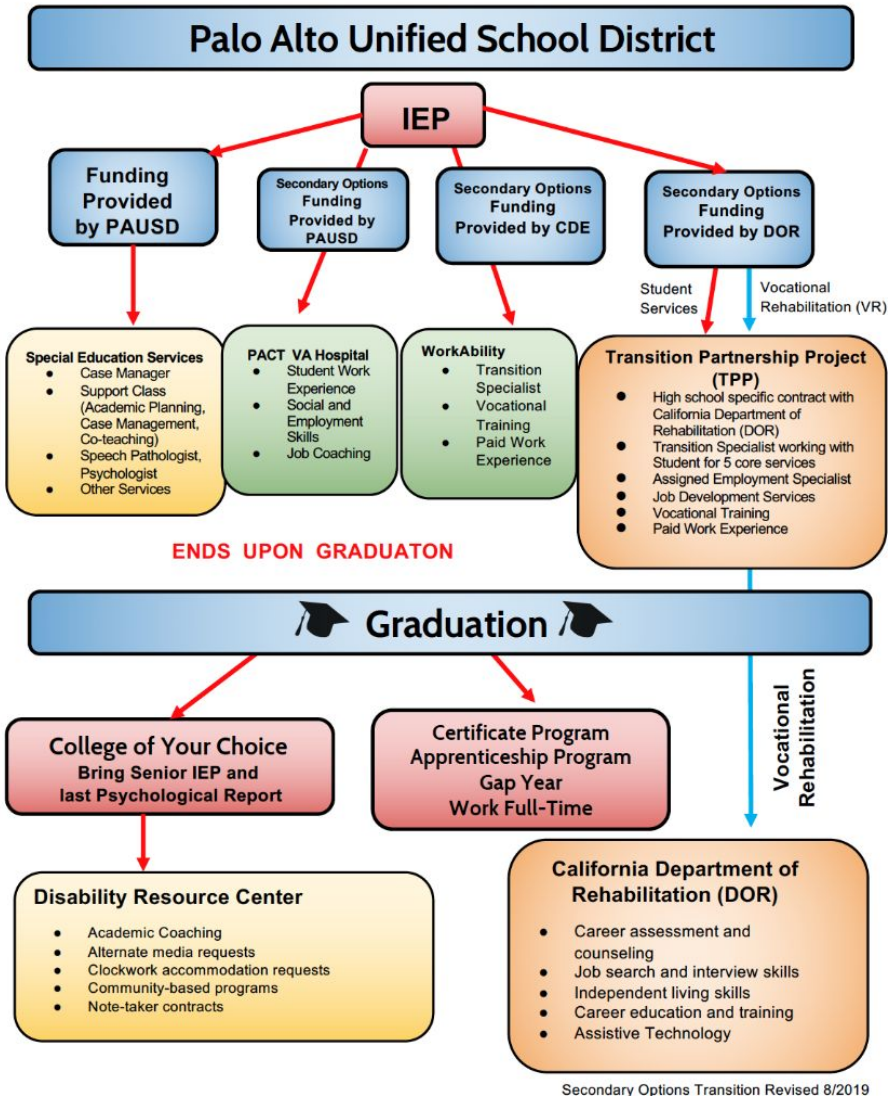 Palo Alto Unified School District
IEP
Funding
Provided
by PAUSD
Secondary Options
Funding
Provided by
PAUSD
Secondary Options
Funding
Provided by CDE
Secondary Options
Funding
Provided by DOR
Student
Services
Vocational
Rehabilitation (VR)
Special Education Services
● Case Manager
● Support Class
(Academic Planning,
Case Management,
Co-teaching)
● Speech Pathologist,
Psychologist
● Other Services
PACT VA Hospital
● Student Work
Experience
● Social and
Employment
Skills
● Job Coaching
WorkAbility
● Transition
Specialist
● Vocational
Training
● Paid Work
Experience
Transition Partnership Project
(TPP)
● High school specific contract with
California Department of
Rehabilitation (DOR)
● Transition Specialist working with
Student for 5 core services
● Assigned Employment Specialist
● Job Development Services
● Vocational Training
● Paid Work Experience
ENDS UPON GRADUATON
Graduation
College of Your Choice
Bring Senior IEP and
last Psychological Report
Certificate Program
Apprenticeship Program
Gap Year
Work Full-Time
Vocational
Rehabilitation
Disability Resource Center
● Academic Coaching
● Alternate media requests
● Clockwork accommodation requests
● Community-based programs
● Note-taker contracts
California Department of
Rehabilitation (DOR)
● Career assessment and
counseling
● Job search and interview skills
● Independent living skills
● Career education and training
● Assistive Technology
Secondary Options Transition Revised 8/2019